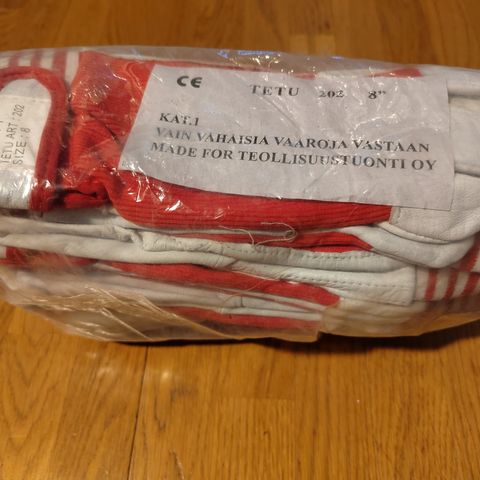 CE TETU 202 8"
KAT.1
VAIN VAHAISIA VAAROJA VASTAAN
MADE FOR TEOLLISUUSTUONTI OY
TETU ART : 202
SIZE : 8